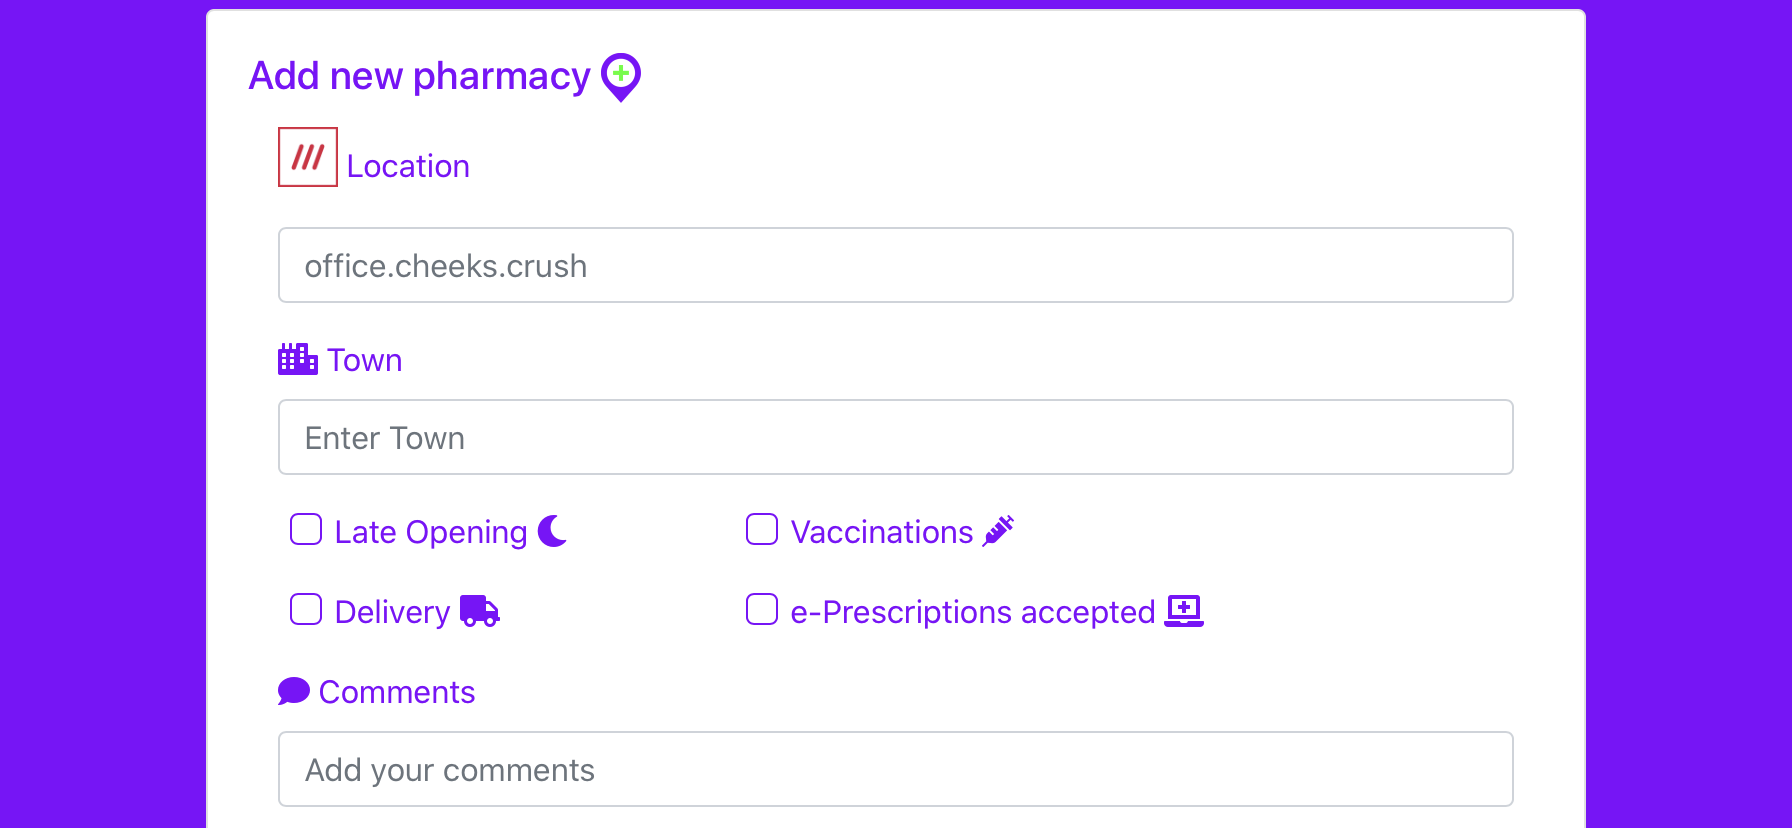 Add new pharmacy
Location
office.cheeks.crush
Town
Enter Town
Late Opening
Vaccinations
Delivery
e-Prescriptions accepted
Comments
Add your comments